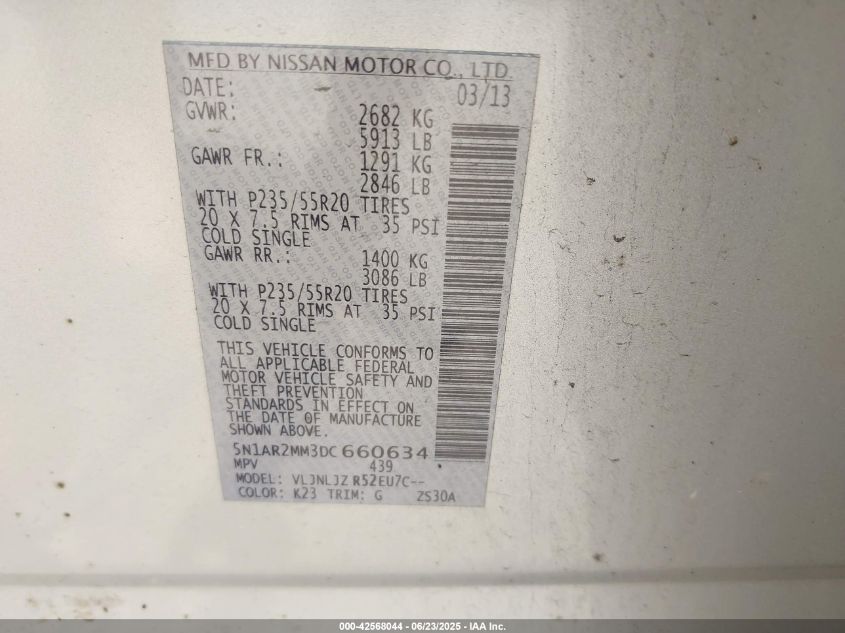 MFD BY NISSAN MOTOR CO., LTD.
DATE: 03/13
GVWR: 2682 KG
5913 LB
GAWR FR.: 1291 KG
2846 LB
WITH P235/55R20 TIRES
20 X 7.5 RIMS AT 35 PSI
COLD SINGLE
GAWR RR.: 1400 KG
3086 LB
WITH P235/55R20 TIRES
20 X 7.5 RIMS AT 35 PSI
COLD SINGLE
THIS VEHICLE CONFORMS TO
ALL APPLICABLE FEDERAL
MOTOR VEHICLE SAFETY AND
THEFT PREVENTION
STANDARDS IN EFFECT ON
THE DATE OF MANUFACTURE
SHOWN ABOVE.
5N1AR2MM3DC660634
MPV 439
MODEL: VLJNLJZ R52EU7C--
COLOR: K23 TRIM: G ZS30A
000-42568044 - 06/23/2025 - IAA Inc.